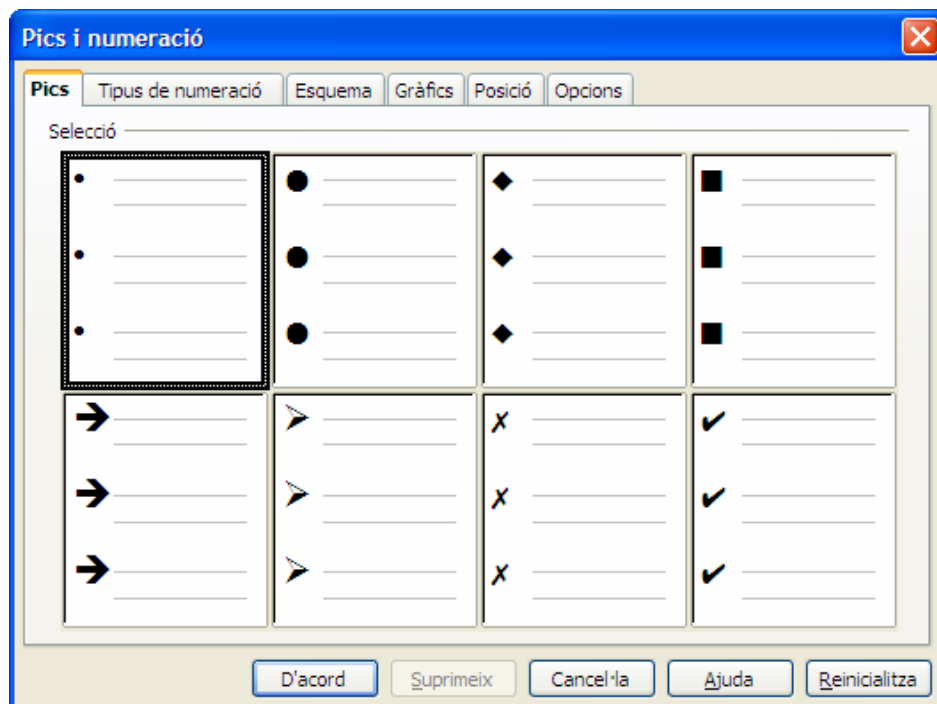 Pics i numeració
Pics Tipus de numeració Esquema Gràfics Posició Opcions
Selecció
D'acord Suprimeix Cancel·la Ajuda Reinicialitza